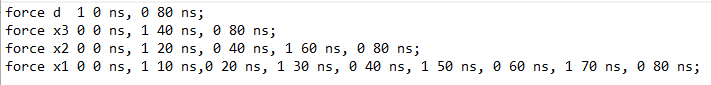 force d  1 0 ns, 0 80 ns;
force x3 0 0 ns, 1 40 ns, 0 80 ns;
force x2 0 0 ns, 1 20 ns, 0 40 ns, 1 60 ns, 0 80 ns;
force x1 0 0 ns, 1 10 ns,0 20 ns, 1 30 ns, 0 40 ns, 1 50 ns, 0 60 ns, 1 70 ns, 0 80 ns;